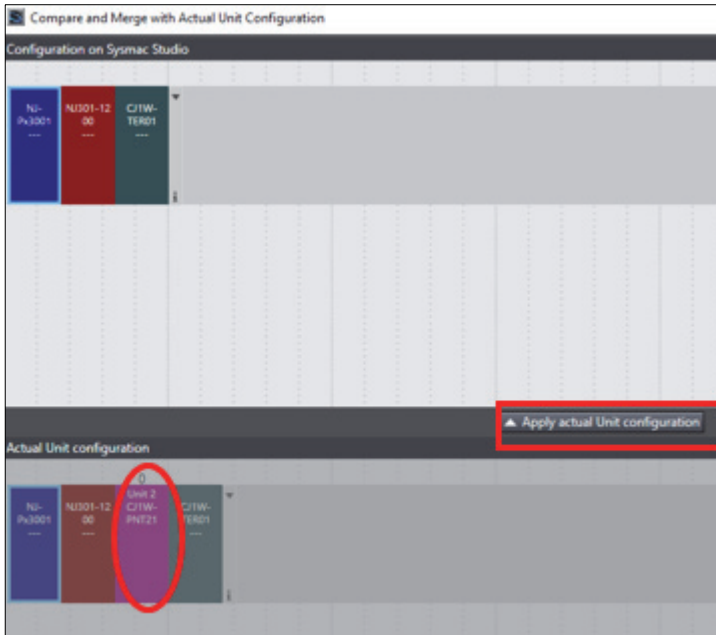 Compare and Merge with Actual Unit Configuration
Configuration on Sysmac Studio
NJ-
Px3001
---
NJ301-12
00
---
CJ1W-
TER01
---
Apply actual Unit configuration
Actual Unit configuration
NJ-
Px3001
---
NJ301-12
00
---
0
Unit 2
CJ1W-
PNT21
CJ1W-
TER01
---